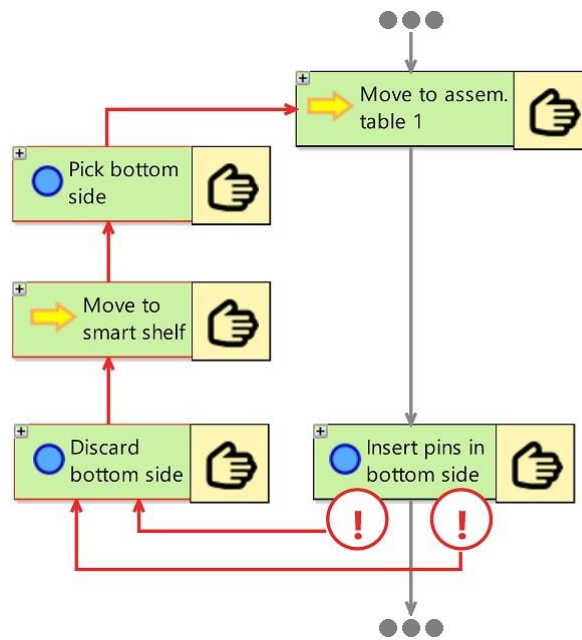 Move to assem.
table 1
Pick bottom
side
Move to
smart shelf
Discard
bottom side
Insert pins in
bottom side
!
!